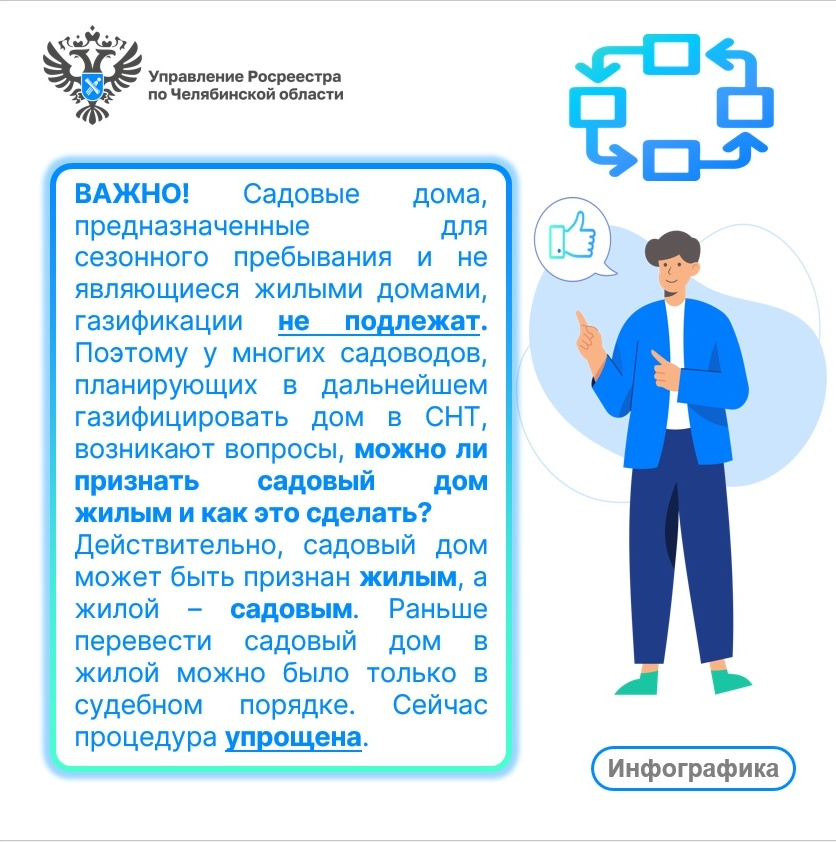 Управление Росреестра
по Челябинской области
ВАЖНО! Садовые дома,
предназначенные для
сезонного пребывания и не
являющиеся жилыми домами,
газификации не подлежат.
Поэтому у многих садоводов,
планирующих в дальнейшем
газифицировать дом в СНТ,
возникают вопросы, можно ли
признать садовый дом
жилым и как это сделать?
Действительно, садовый дом
может быть признан жилым, а
жилой – садовым. Раньше
перевести садовый дом в
жилой можно было только в
судебном порядке. Сейчас
процедура упрощена.
Инфографика